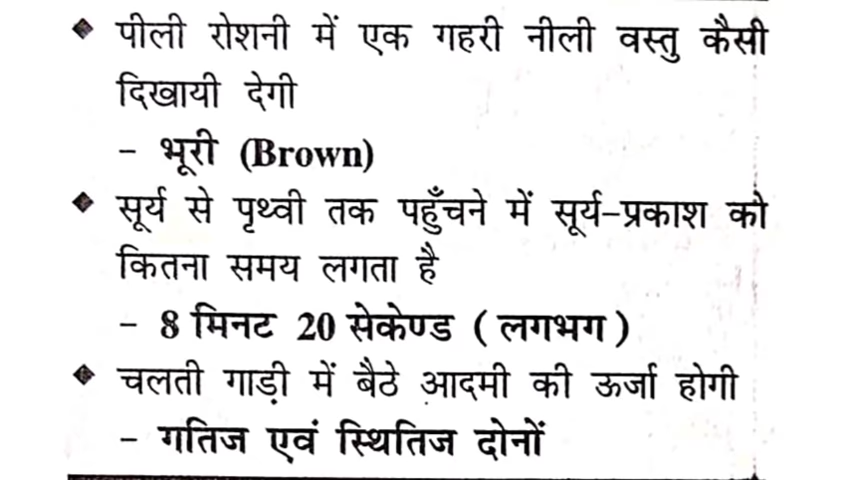 ◆ पीली रोशनी में एक गहरी नीली वस्तु कैसी
दिखायी देगी
– भूरी (Brown)
◆ सूर्य से पृथ्वी तक पहुँचने में सूर्य-प्रकाश को
कितना समय लगता है
– 8 मिनट 20 सेकेण्ड ( लगभग )
◆ चलती गाड़ी में बैठे आदमी की ऊर्जा होगी
– गतिज एवं स्थितिज दोनों